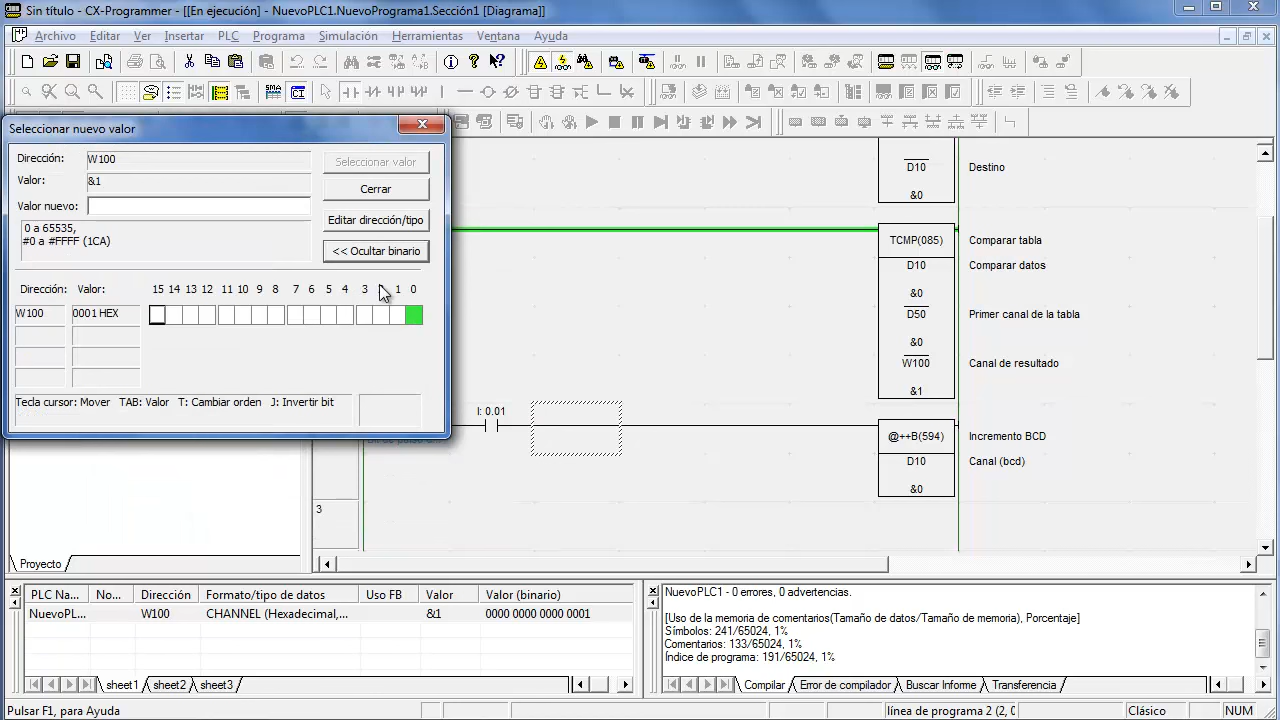 Sin título - CX-Programmer - [[En ejecución] - NuevoPLC1.NuevoPrograma1.Sección1 [Diagrama]]
Archivo Editar Ver Insertar PLC Programa Simulación Herramientas Ventana Ayuda
Seleccionar nuevo valor
Dirección: W100
Seleccionar valor
Valor: &1
Cerrar
Valor nuevo:
Editar dirección/tipo
0 a 65535,
#0 a #FFFF (1CA)
<< Ocultar binario
Dirección: Valor: 15 14 13 12 11 10 9 8 7 6 5 4 3 1 0
W100 0001 HEX
Tecla cursor: Mover TAB: Valor T: Cambiar orden J: Invertir bit
D10 Destino
&0
TCMP(085) Comparar tabla
D10 Comparar datos
&0
D50 Primer canal de la tabla
&0
W100 Canal de resultado
&1
I: 0.01
@++B(594) Incremento BCD
D10 Canal (bcd)
&0
3
Proyecto
PLC Na... No... Dirección Formato/tipo de datos Uso FB Valor Valor (binario)
NuevoPL... W100 CHANNEL (Hexadecimal,... &1 0000 0000 0000 0001
sheet1 sheet2 sheet3
NuevoPLC1 - 0 errores, 0 advertencias.
[Uso de la memoria de comentarios(Tamaño de datos/Tamaño de memoria), Porcentaje]
Símbolos: 241/65024, 1%
Comentarios: 133/65024, 1%
Índice de programa: 191/65024, 1%
Compilar Error de compilador Buscar Informe Transferencia
Pulsar F1, para Ayuda
línea de programa 2 (2, 0 Clásico NUM